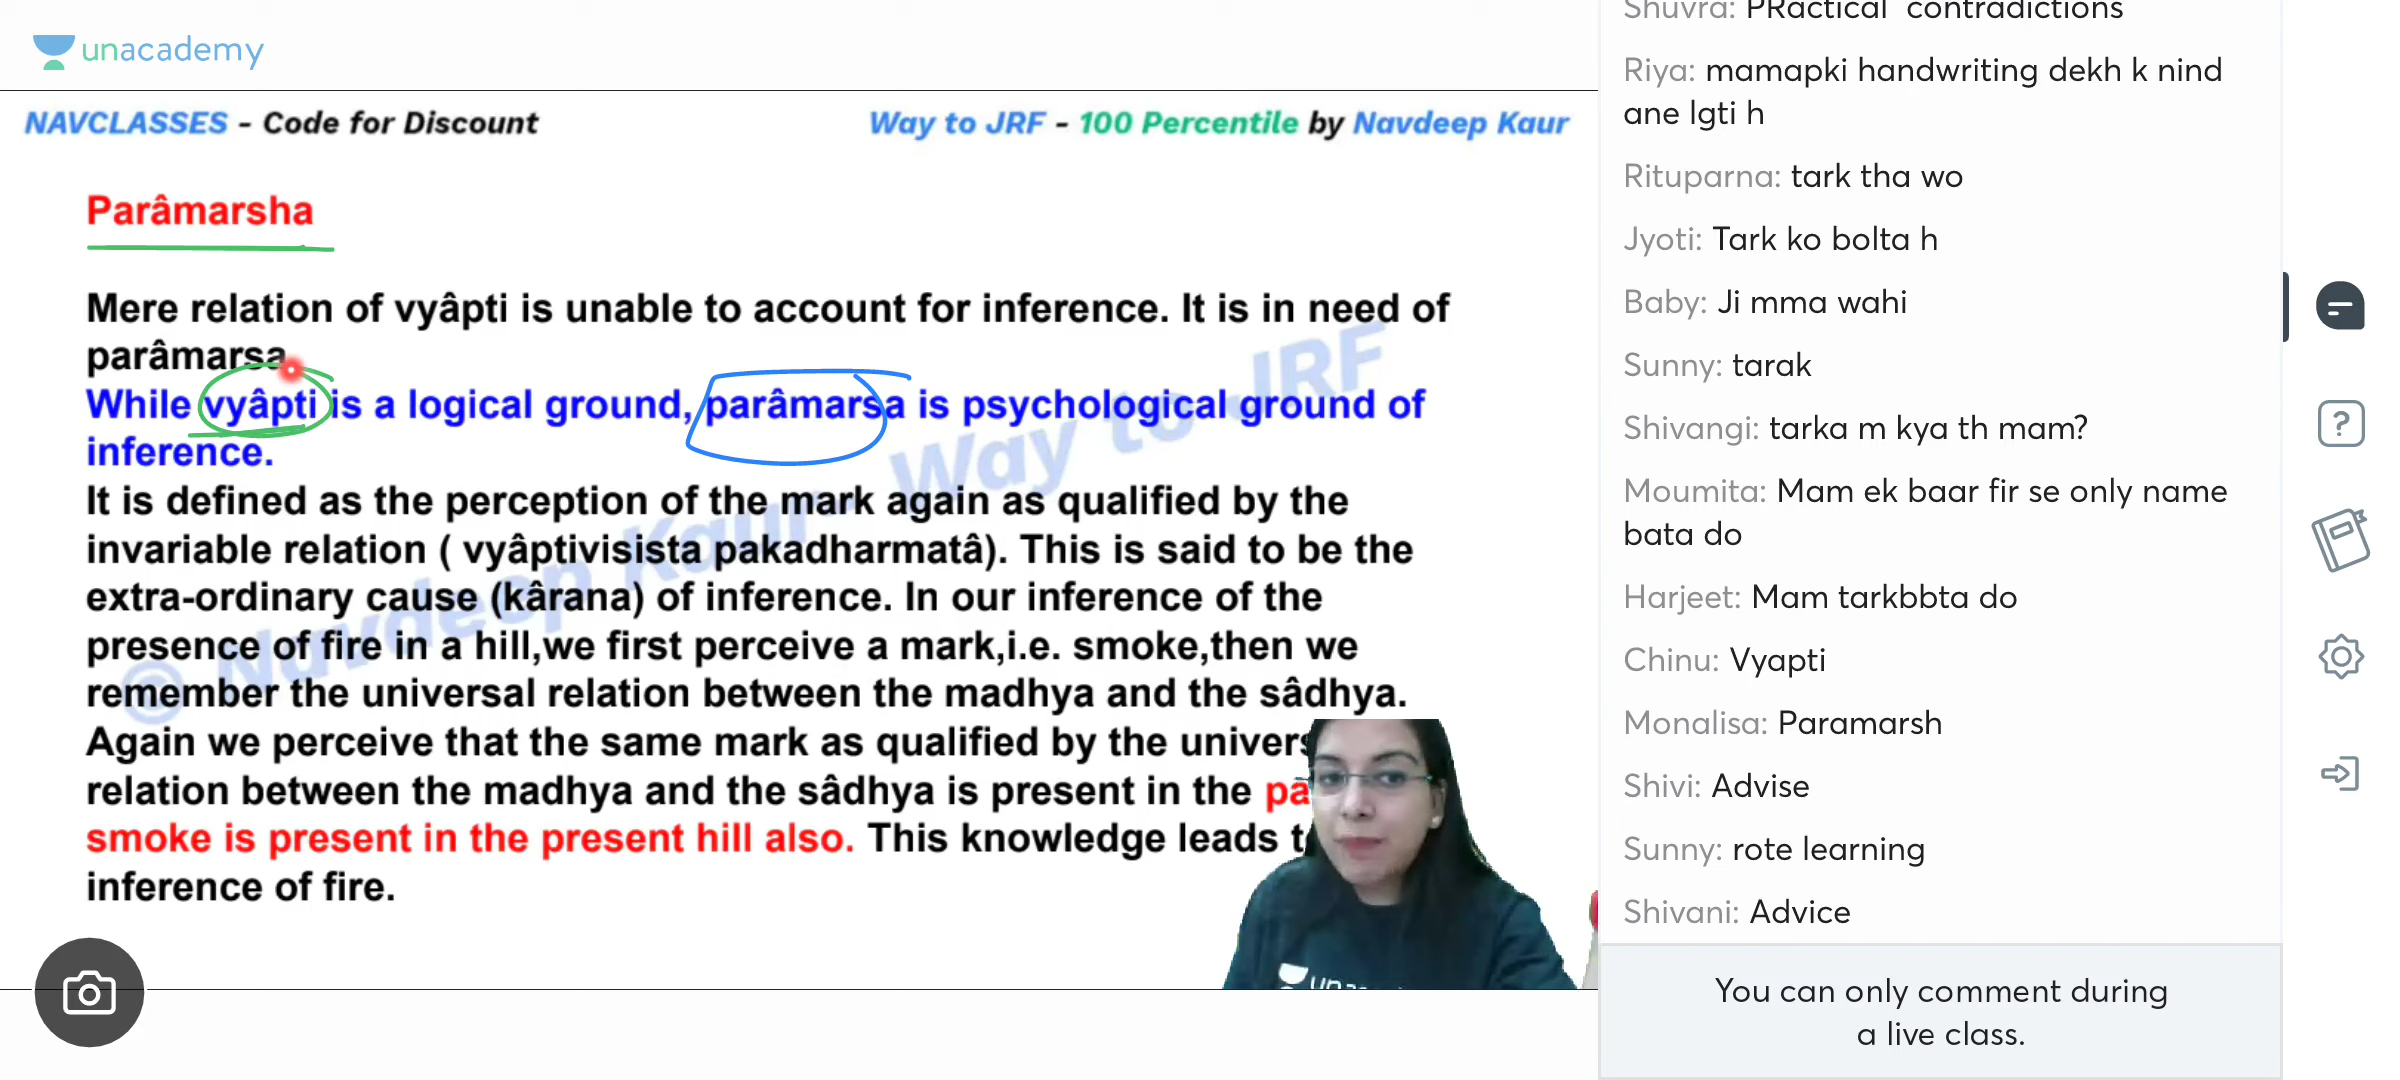 unacademy
NAVCLASSES - Code for Discount
Way to JRF - 100 Percentile by Navdeep Kaur
Parâmarsha
Mere relation of vyâpti is unable to account for inference. It is in need of
parâmarsa
While vyâpti is a logical ground, parâmarsa is psychological ground of
inference.
It is defined as the perception of the mark again as qualified by the
invariable relation ( vyâptivisista pakadharmatâ). This is said to be the
extra-ordinary cause (kârana) of inference. In our inference of the
presence of fire in a hill,we first perceive a mark,i.e. smoke,then we
remember the universal relation between the madhya and the sâdhya.
Again we perceive that the same mark as qualified by the univers
relation between the madhya and the sâdhya is present in the pa
smoke is present in the present hill also. This knowledge leads t
inference of fire.
© Navdeep Kaur- Way to JRF
Shuvra: PRactical contradictions
Riya: mamapki handwriting dekh k nind
ane lgti h
Rituparna: tark tha wo
Jyoti: Tark ko bolta h
Baby: Ji mma wahi
Sunny: tarak
Shivangi: tarka m kya th mam?
Moumita: Mam ek baar fir se only name
bata do
Harjeet: Mam tarkbbta do
Chinu: Vyapti
Monalisa: Paramarsh
Shivi: Advise
Sunny: rote learning
Shivani: Advice
You can only comment during
a live class.